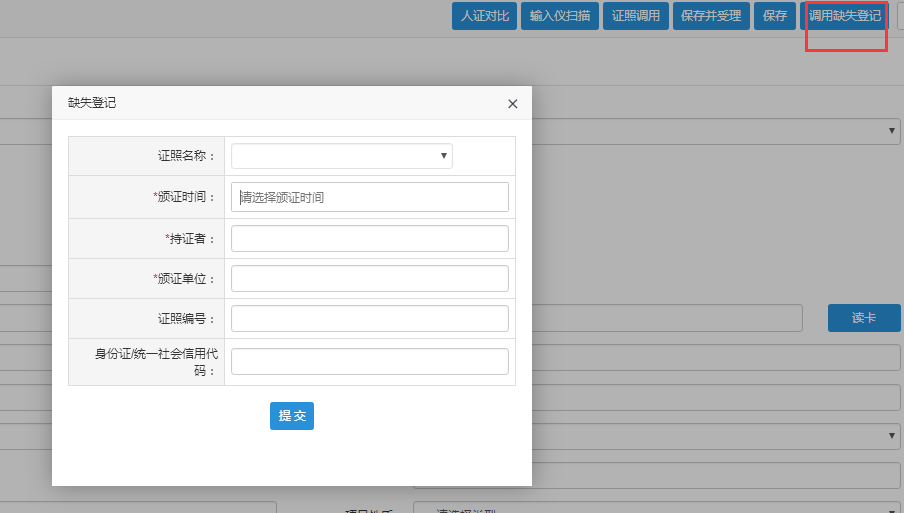 人证对比 输入仪扫描 证照调用 保存并受理 保存 调用缺失登记
缺失登记 ×
证照名称：
*颁证时间： 请选择颁证时间
*持证者：
*颁证单位：
证照编号：
身份证/统一社会信用代
码：
提交
读卡